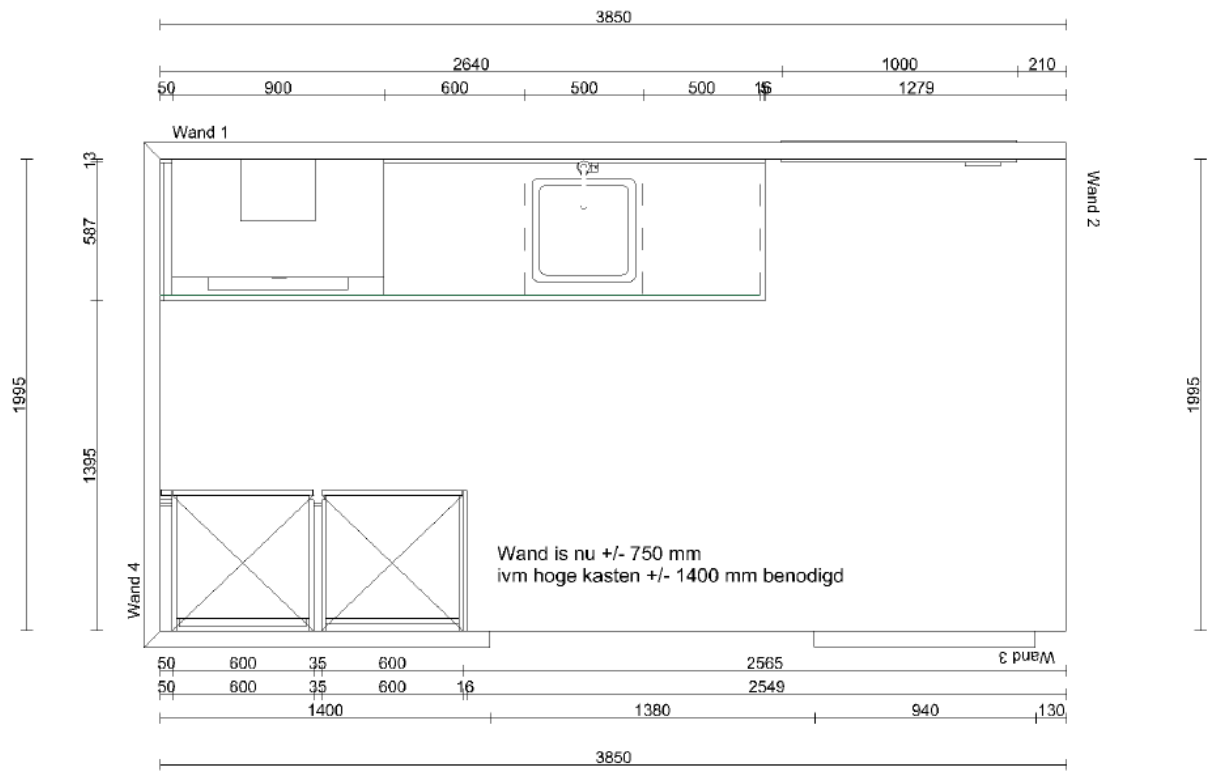 3850
2640 1000 210
50 900 600 500 500 16 1279
Wand 1
13
Wand 2
587
1995
1995
1395
Wand is nu +/- 750 mm
ivm hoge kasten +/- 1400 mm benodigd
Wand 4
Wand 3
50 600 35 600 2565
50 600 35 600 16 2549
1400 1380 940 130
3850